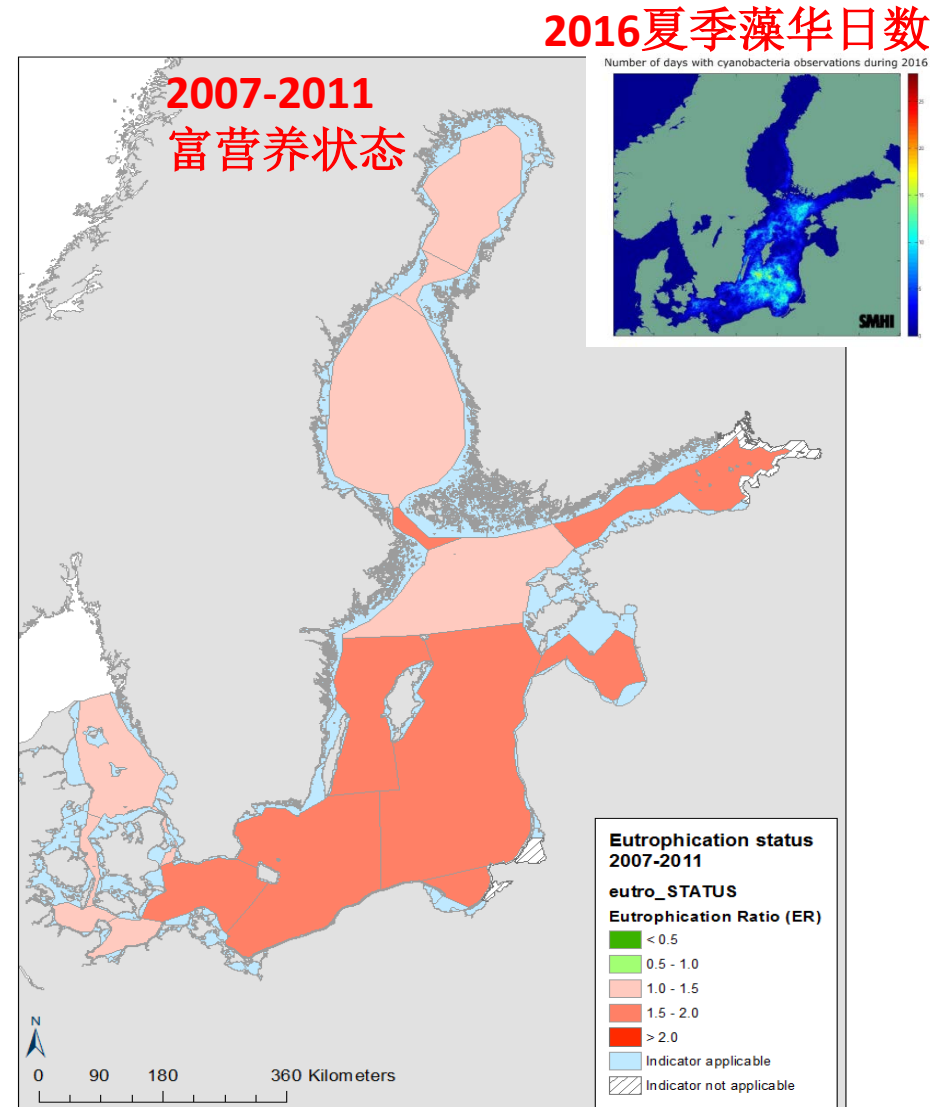 2016夏季藻华日数
Number of days with cyanobacteria observations during 2016
2007-2011
富营养状态
SMHI
Eutrophication status
2007-2011
eutro_STATUS
Eutrophication Ratio (ER)
< 0.5
0.5 - 1.0
1.0 - 1.5
1.5 - 2.0
> 2.0
Indicator applicable
Indicator not applicable
N
0 90 180 360 Kilometers